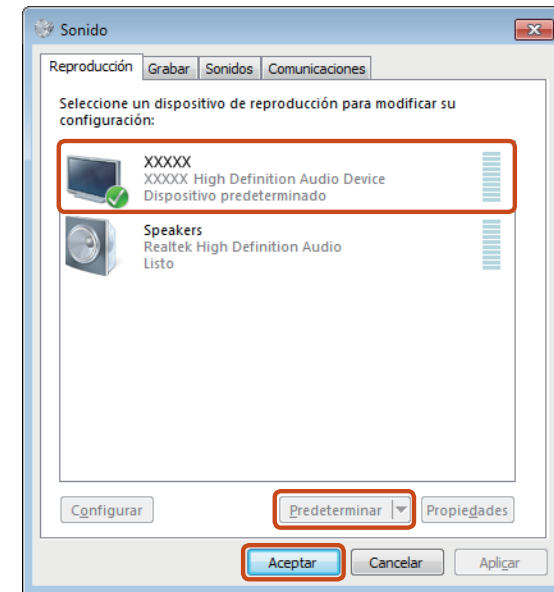 Sonido
Reproducción Grabar Sonidos Comunicaciones
Seleccione un dispositivo de reproducción para modificar su
configuración:
XXXXX
XXXXX High Definition Audio Device
Dispositivo predeterminado
Speakers
Realtek High Definition Audio
Listo
Configurar Predeterminar Propiedades
Aceptar Cancelar Aplicar